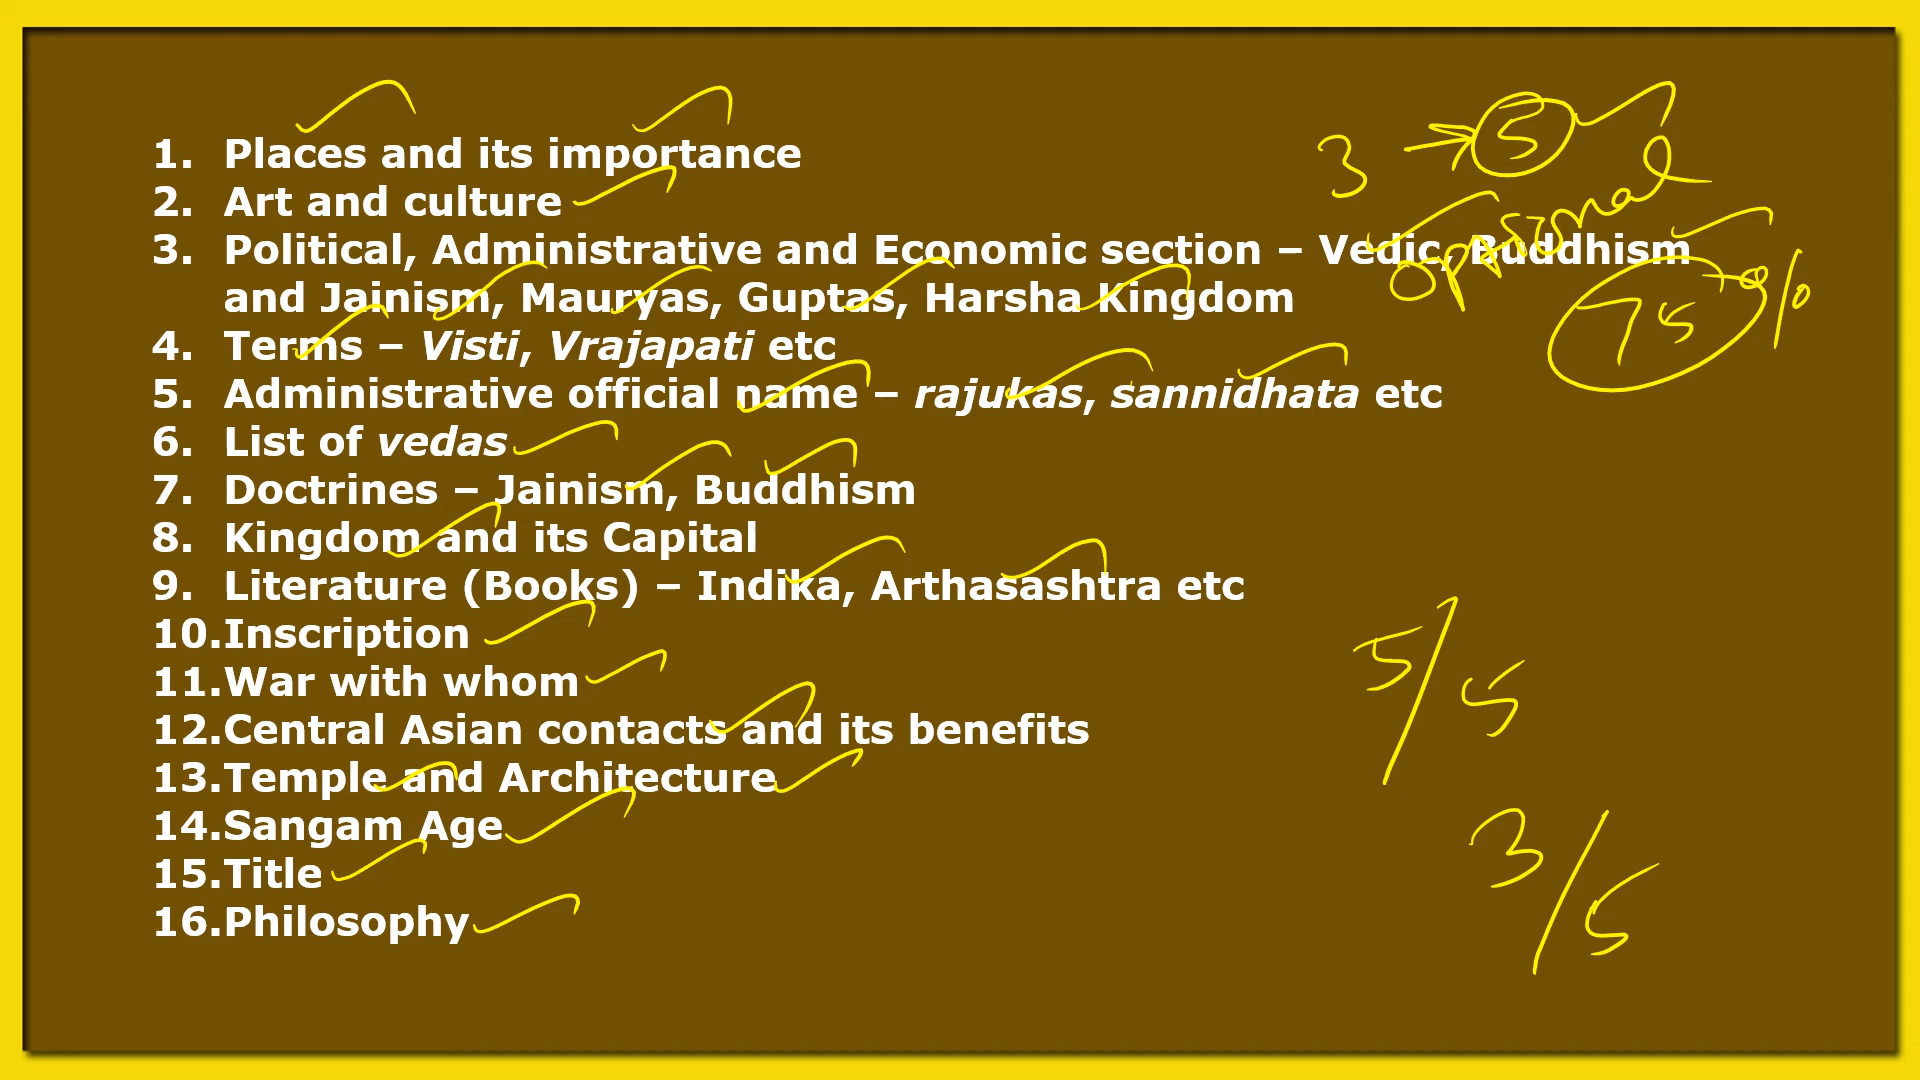 1. Places and its importance
2. Art and culture
3. Political, Administrative and Economic section – Vedic, Buddhism
and Jainism, Mauryas, Guptas, Harsha Kingdom
4. Terms – Visti, Vrajapati etc
5. Administrative official name – rajukas, sannidhata etc
6. List of vedas
7. Doctrines – Jainism, Buddhism
8. Kingdom and its Capital
9. Literature (Books) – Indika, Arthasashtra etc
10.Inscription
11.War with whom
12.Central Asian contacts and its benefits
13.Temple and Architecture
14.Sangam Age
15.Title
16.Philosophy
3 → 5
optional
75%
5/5
3/5